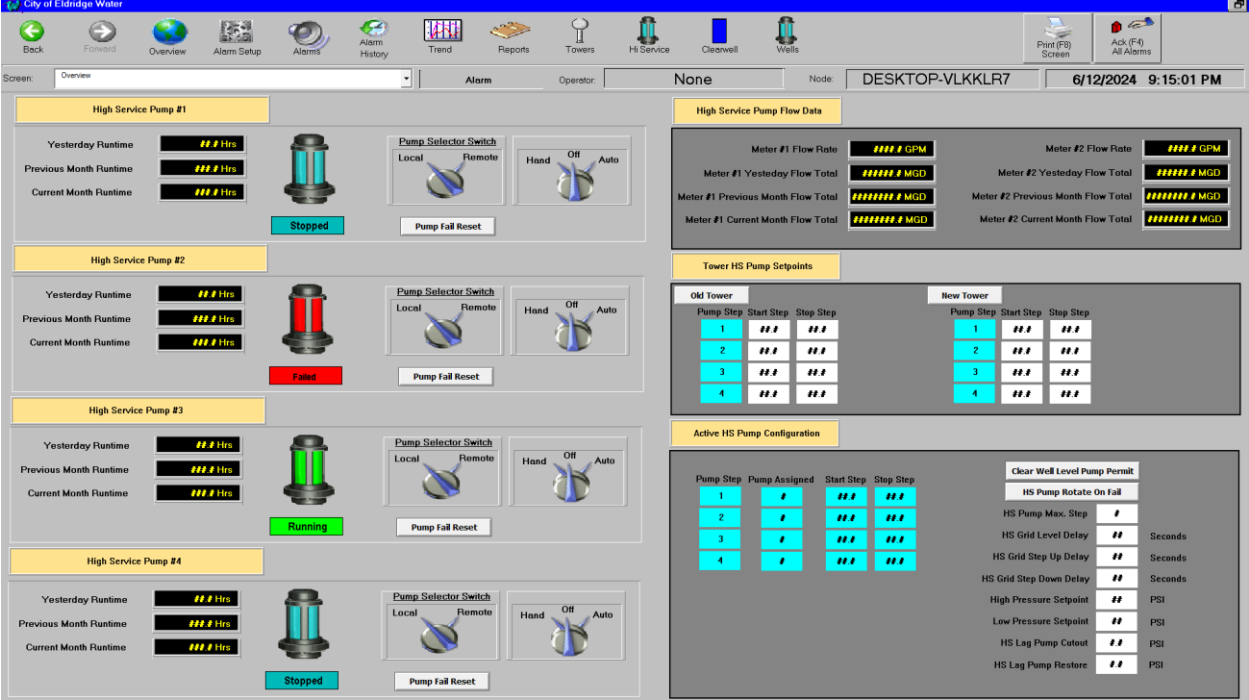 City of Eldridge Water
Back
Forward
Overview
Alarm Setup
Alarms
Alarm
History
Trend
Reports
Towers
Hi Service
Clearwell
Wells
Print (F8)
Screen
Ack (F4)
All Alarms
Screen:
Overview
Alarm
Operator:
None
Node:
DESKTOP-VLKKLR7
6/12/2024 9:15:01 PM
High Service Pump #1
Yesterday Runtime ##.# Hrs
Previous Month Runtime ###.# Hrs
Current Month Runtime ###.# Hrs
Stopped
Pump Selector Switch
Local Remote
Hand Off Auto
Pump Fail Reset
High Service Pump #2
Yesterday Runtime ##.# Hrs
Previous Month Runtime ###.# Hrs
Current Month Runtime ###.# Hrs
Failed
Pump Selector Switch
Local Remote
Hand Off Auto
Pump Fail Reset
High Service Pump #3
Yesterday Runtime ##.# Hrs
Previous Month Runtime ###.# Hrs
Current Month Runtime ###.# Hrs
Running
Pump Selector Switch
Local Remote
Hand Off Auto
Pump Fail Reset
High Service Pump #4
Yesterday Runtime ##.# Hrs
Previous Month Runtime ###.# Hrs
Current Month Runtime ###.# Hrs
Stopped
Pump Selector Switch
Local Remote
Hand Off Auto
Pump Fail Reset
High Service Pump Flow Data
Meter #1 Flow Rate ####.# GPM
Meter #1 Yesteday Flow Total ######.# MGD
Meter #1 Previous Month Flow Total ########.# MGD
Meter #1 Current Month Flow Total ########.# MGD
Meter #2 Flow Rate ####.# GPM
Meter #2 Yesteday Flow Total ######.# MGD
Meter #2 Previous Month Flow Total ########.# MGD
Meter #2 Current Month Flow Total ########.# MGD
Tower HS Pump Setpoints
Old Tower
Pump Step Start Step Stop Step
1 ##.# ##.#
2 ##.# ##.#
3 ##.# ##.#
4 ##.# ##.#
New Tower
Pump Step Start Step Stop Step
1 ##.# ##.#
2 ##.# ##.#
3 ##.# ##.#
4 ##.# ##.#
Active HS Pump Configuration
Pump Step Pump Assigned Start Step Stop Step
1 # ##.# ##.#
2 # ##.# ##.#
3 # ##.# ##.#
4 # ##.# ##.#
Clear Well Level Pump Permit
HS Pump Rotate On Fail
HS Pump Max. Step #
HS Grid Level Delay ## Seconds
HS Grid Step Up Delay ## Seconds
HS Grid Step Down Delay ## Seconds
High Pressure Setpoint ## PSI
Low Pressure Setpoint ## PSI
HS Lag Pump Cutout #.# PSI
HS Lag Pump Restore #.# PSI